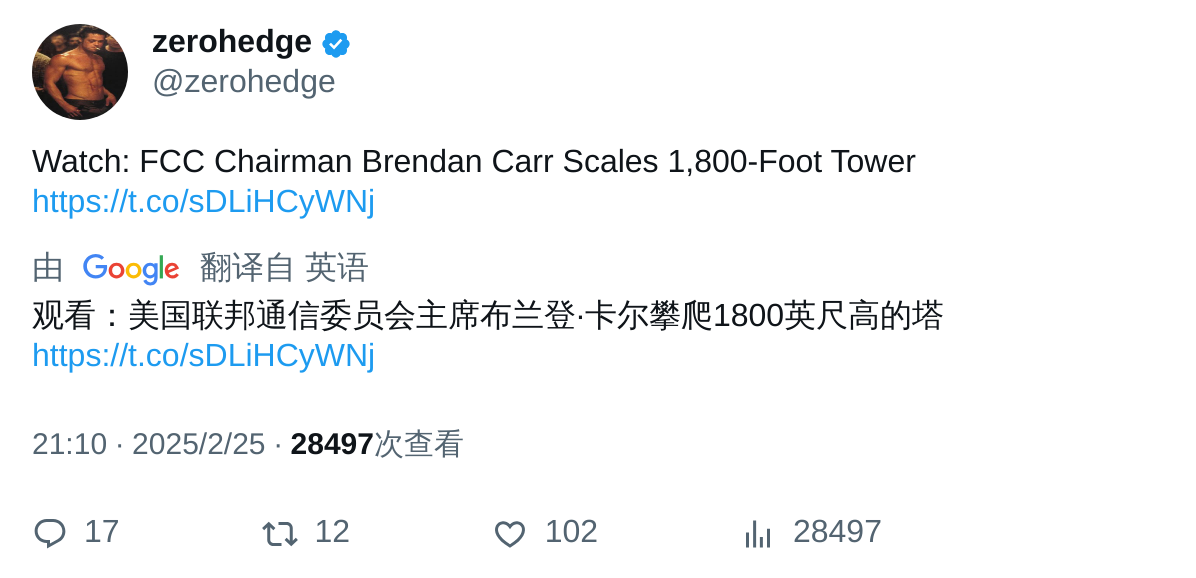 zerohedge
@zerohedge
Watch: FCC Chairman Brendan Carr Scales 1,800-Foot Tower
https://t.co/sDLiHCyWNj
由 Google 翻译自 英语
观看：美国联邦通信委员会主席布兰登·卡尔攀爬1800英尺高的塔
https://t.co/sDLiHCyWNj
21:10 · 2025/2/25 · 28497次查看
17 12 102 28497